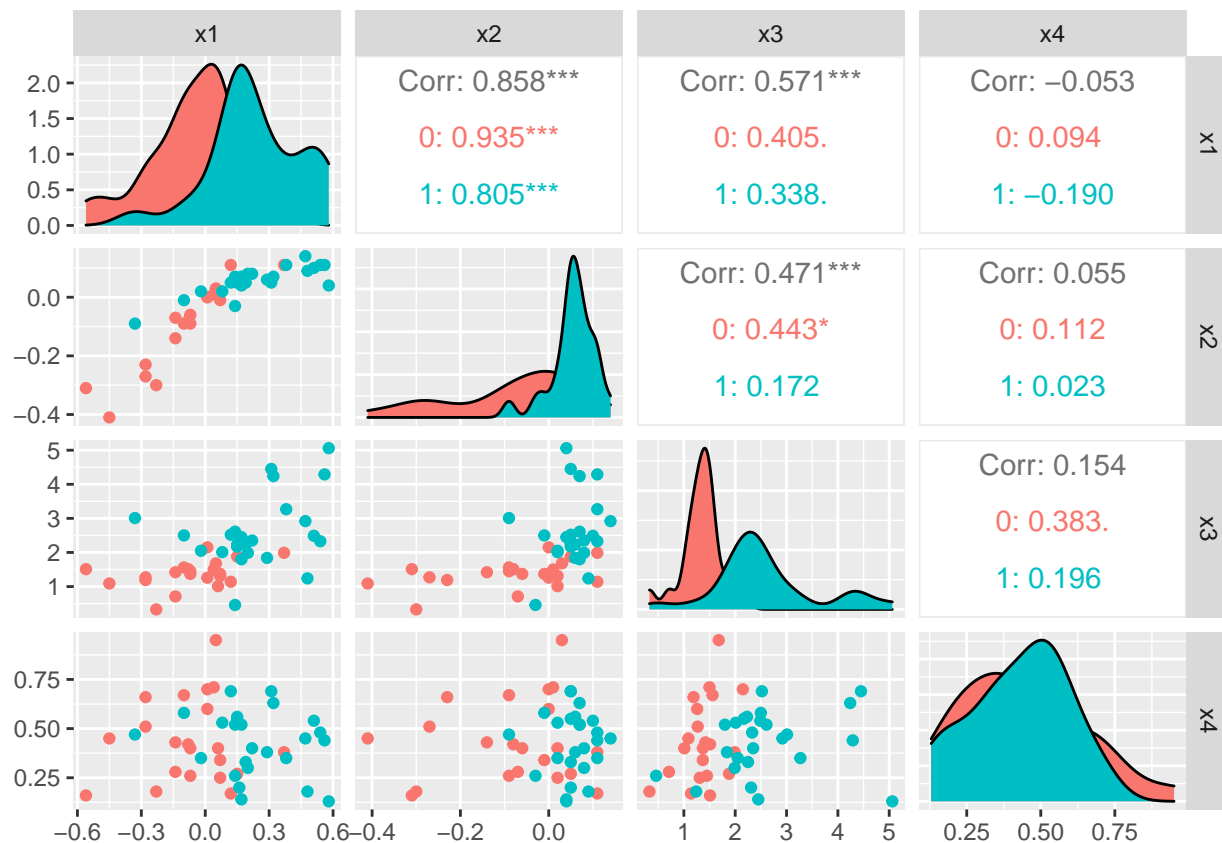 x1 x2 x3 x4
2.0
1.5
1.0
0.5
0.0
Corr: 0.858***
0: 0.935***
1: 0.805***
Corr: 0.571***
0: 0.405.
1: 0.338.
Corr: −0.053
0: 0.094
1: −0.190
x1
0.0
−0.2
−0.4
Corr: 0.471***
0: 0.443*
1: 0.172
Corr: 0.055
0: 0.112
1: 0.023
x2
5
4
3
2
1
Corr: 0.154
0: 0.383.
1: 0.196
x3
0.75
0.50
0.25
x4
−0.6 −0.3 0.0 0.3 0.6
−0.4 −0.2 0.0
1 2 3 4 5
0.25 0.50 0.75